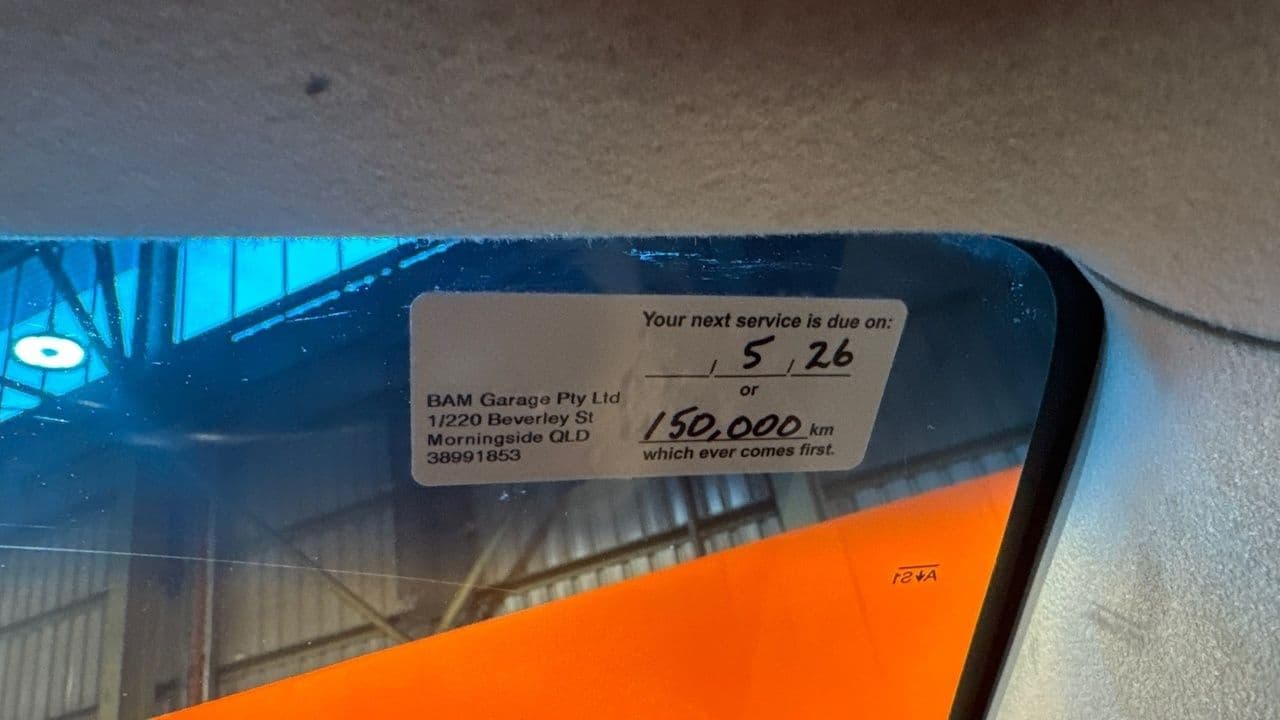 Your next service is due on:
/ 5 / 26
or
150,000 km
which ever comes first.
BAM Garage Pty Ltd
1/220 Beverley St
Morningside QLD
38991853